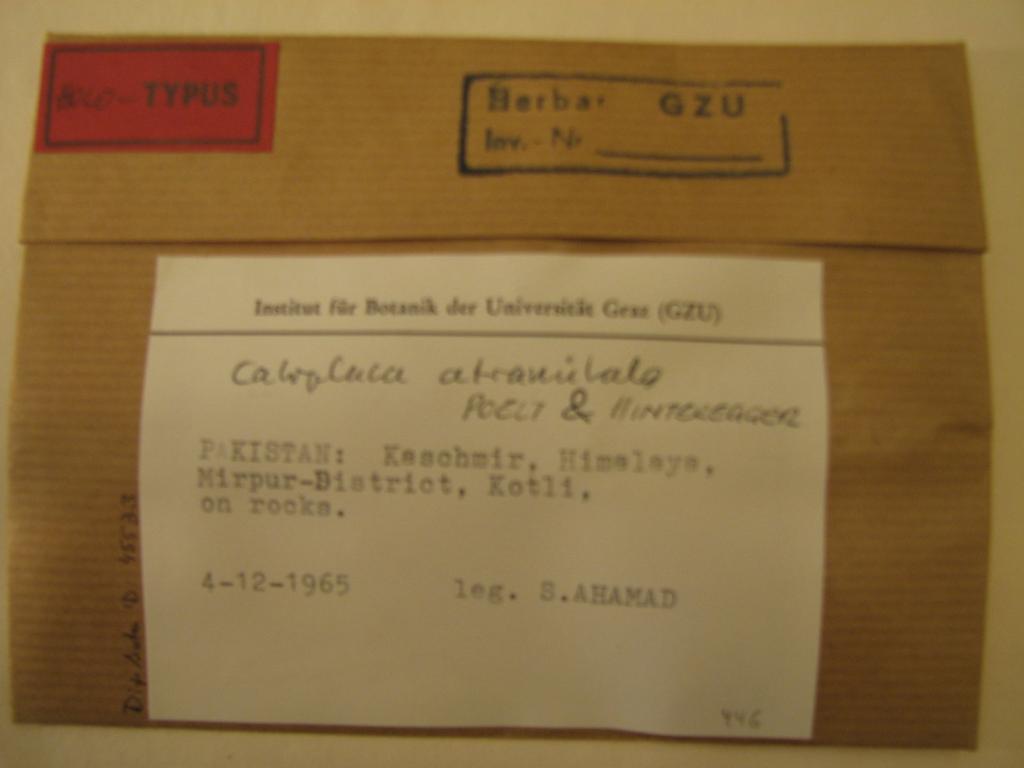 HOLO- TYPUS
Herbar GZU
Inv.-Nr
Institut für Botanik der Universität Graz (GZU)
Caloplaca
POELT & HINTEREGGER
PAKISTAN: Kaschmir, Himalaya,
Mirpur-District, Kotli,
on rocks.
4-12-1965 leg. S.AHAMAD
446